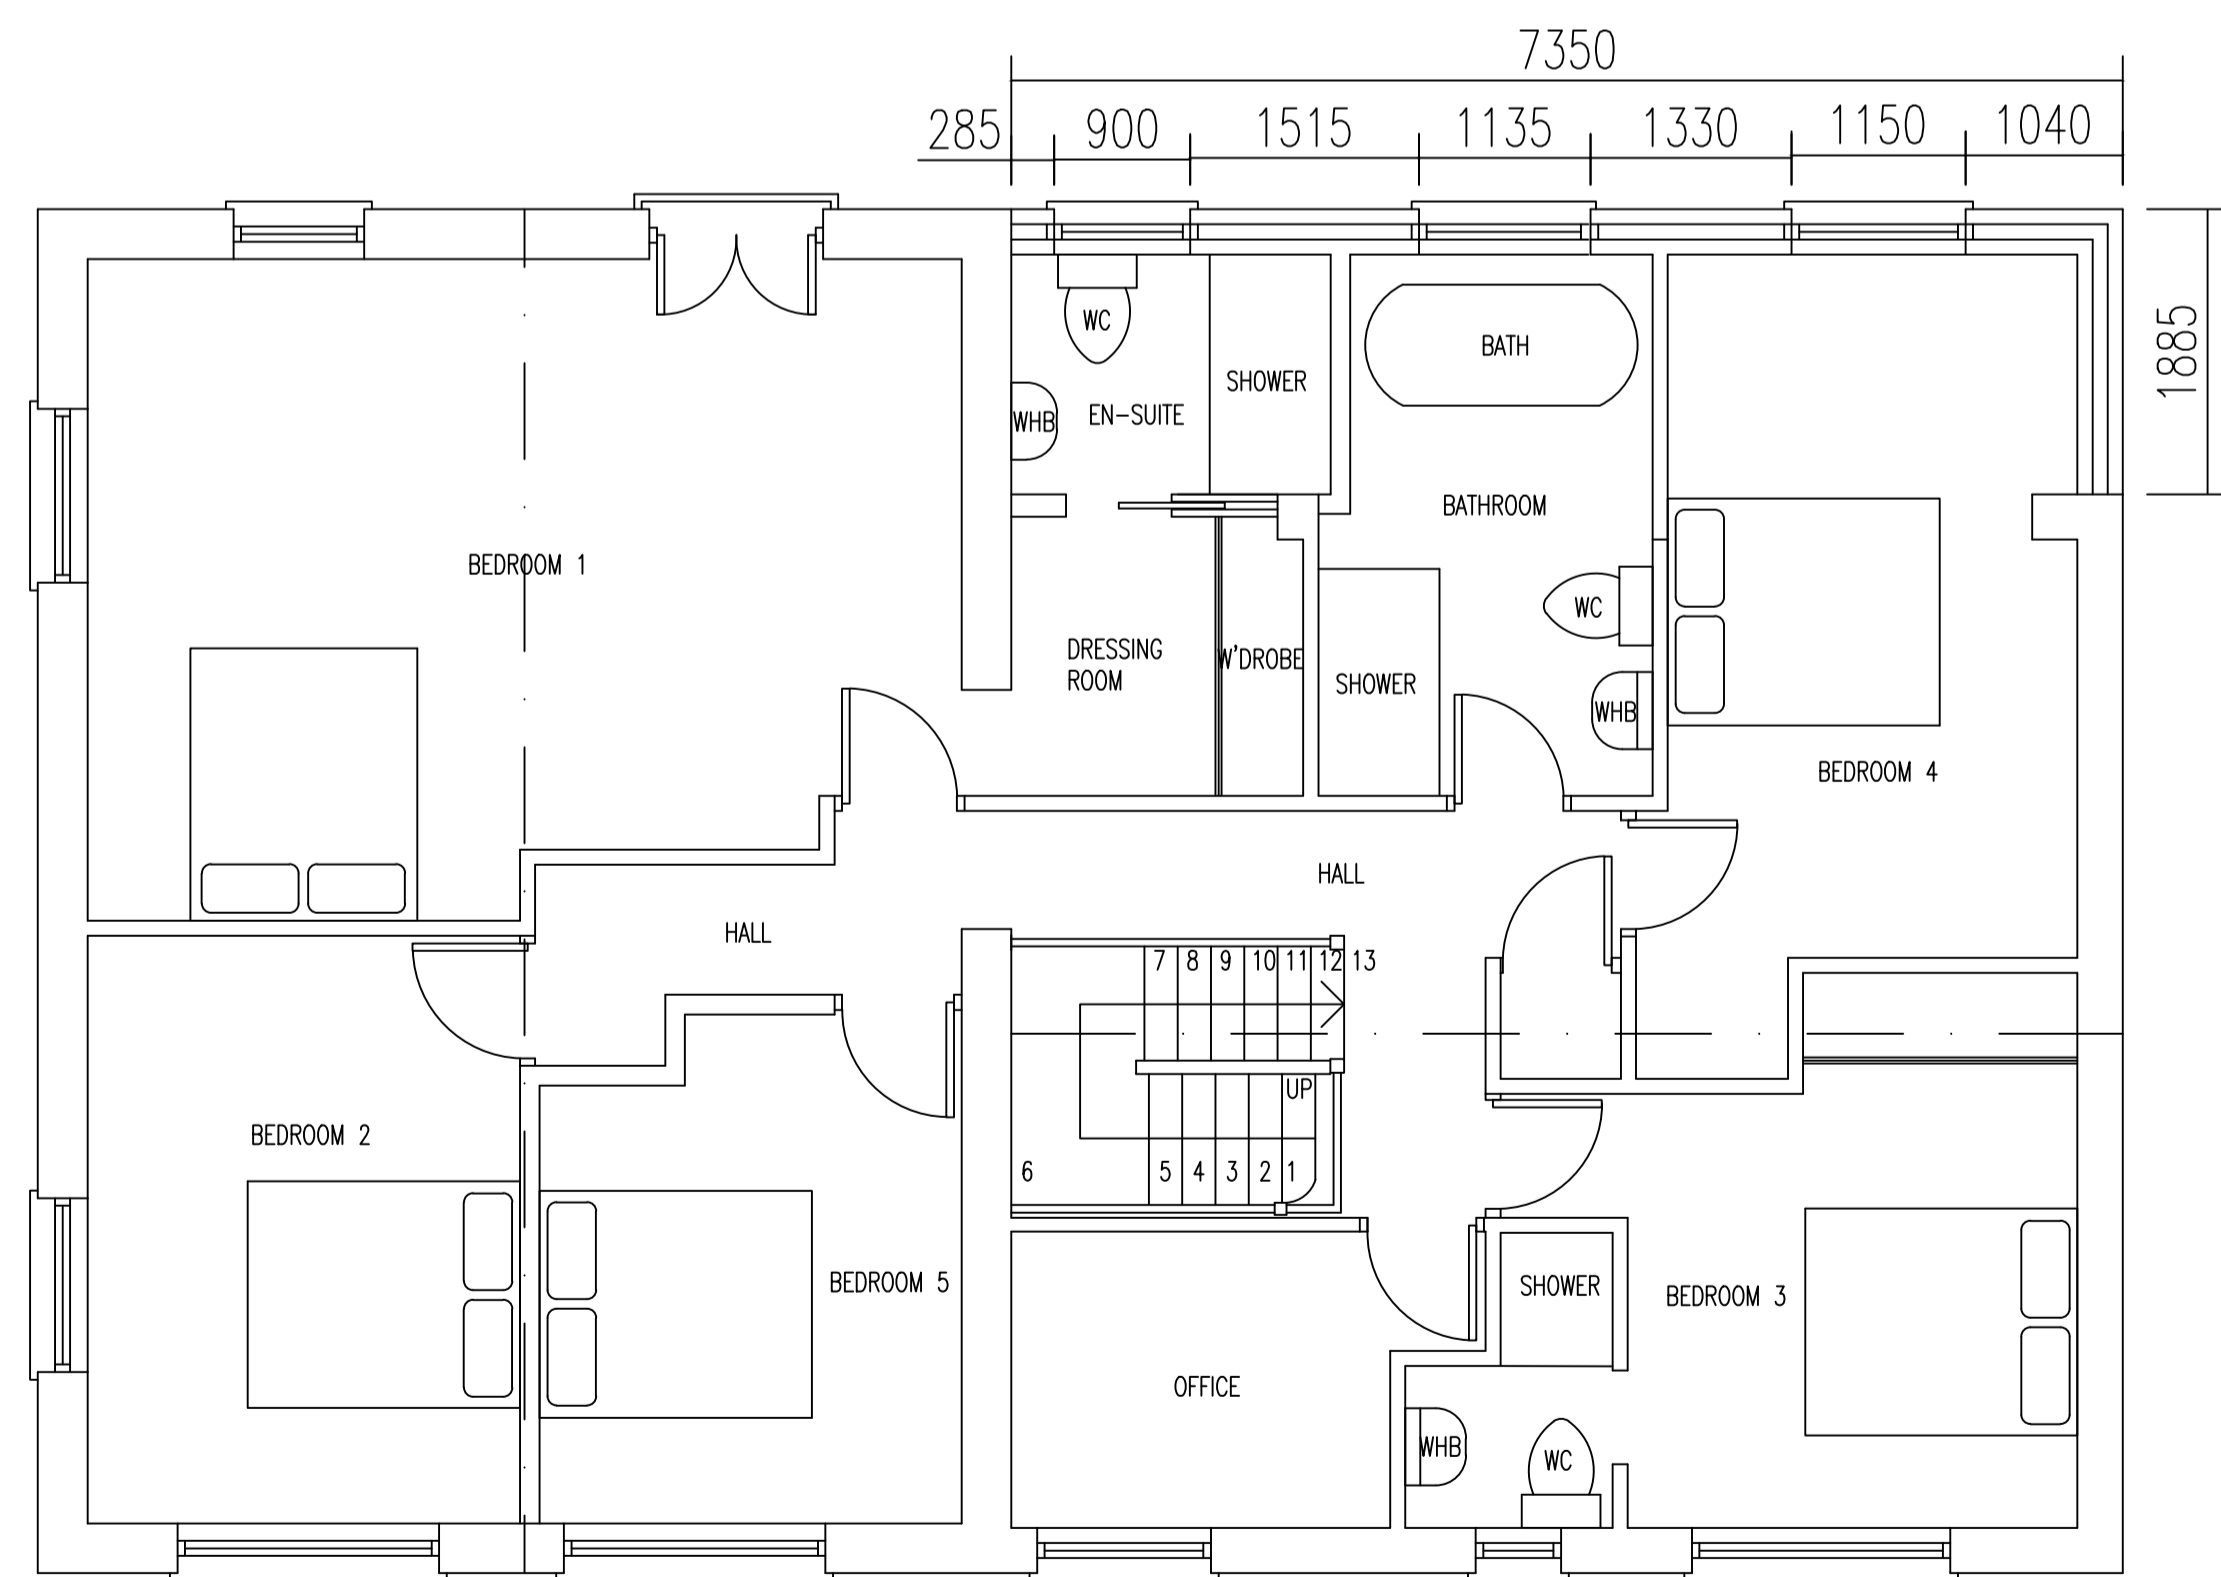 7350
285 900 1515 1135 1330 1150 1040
1885
WC
BATH
SHOWER
WHB
EN-SUITE
BATHROOM
BEDROOM 1
WC
DRESSING
ROOM
W'DROBE
SHOWER
WHB
BEDROOM 4
HALL
HALL
7 8 9 10 11 12 13
UP
6 5 4 3 2 1
BEDROOM 2
BEDROOM 5
SHOWER
BEDROOM 3
OFFICE
WHB
WC